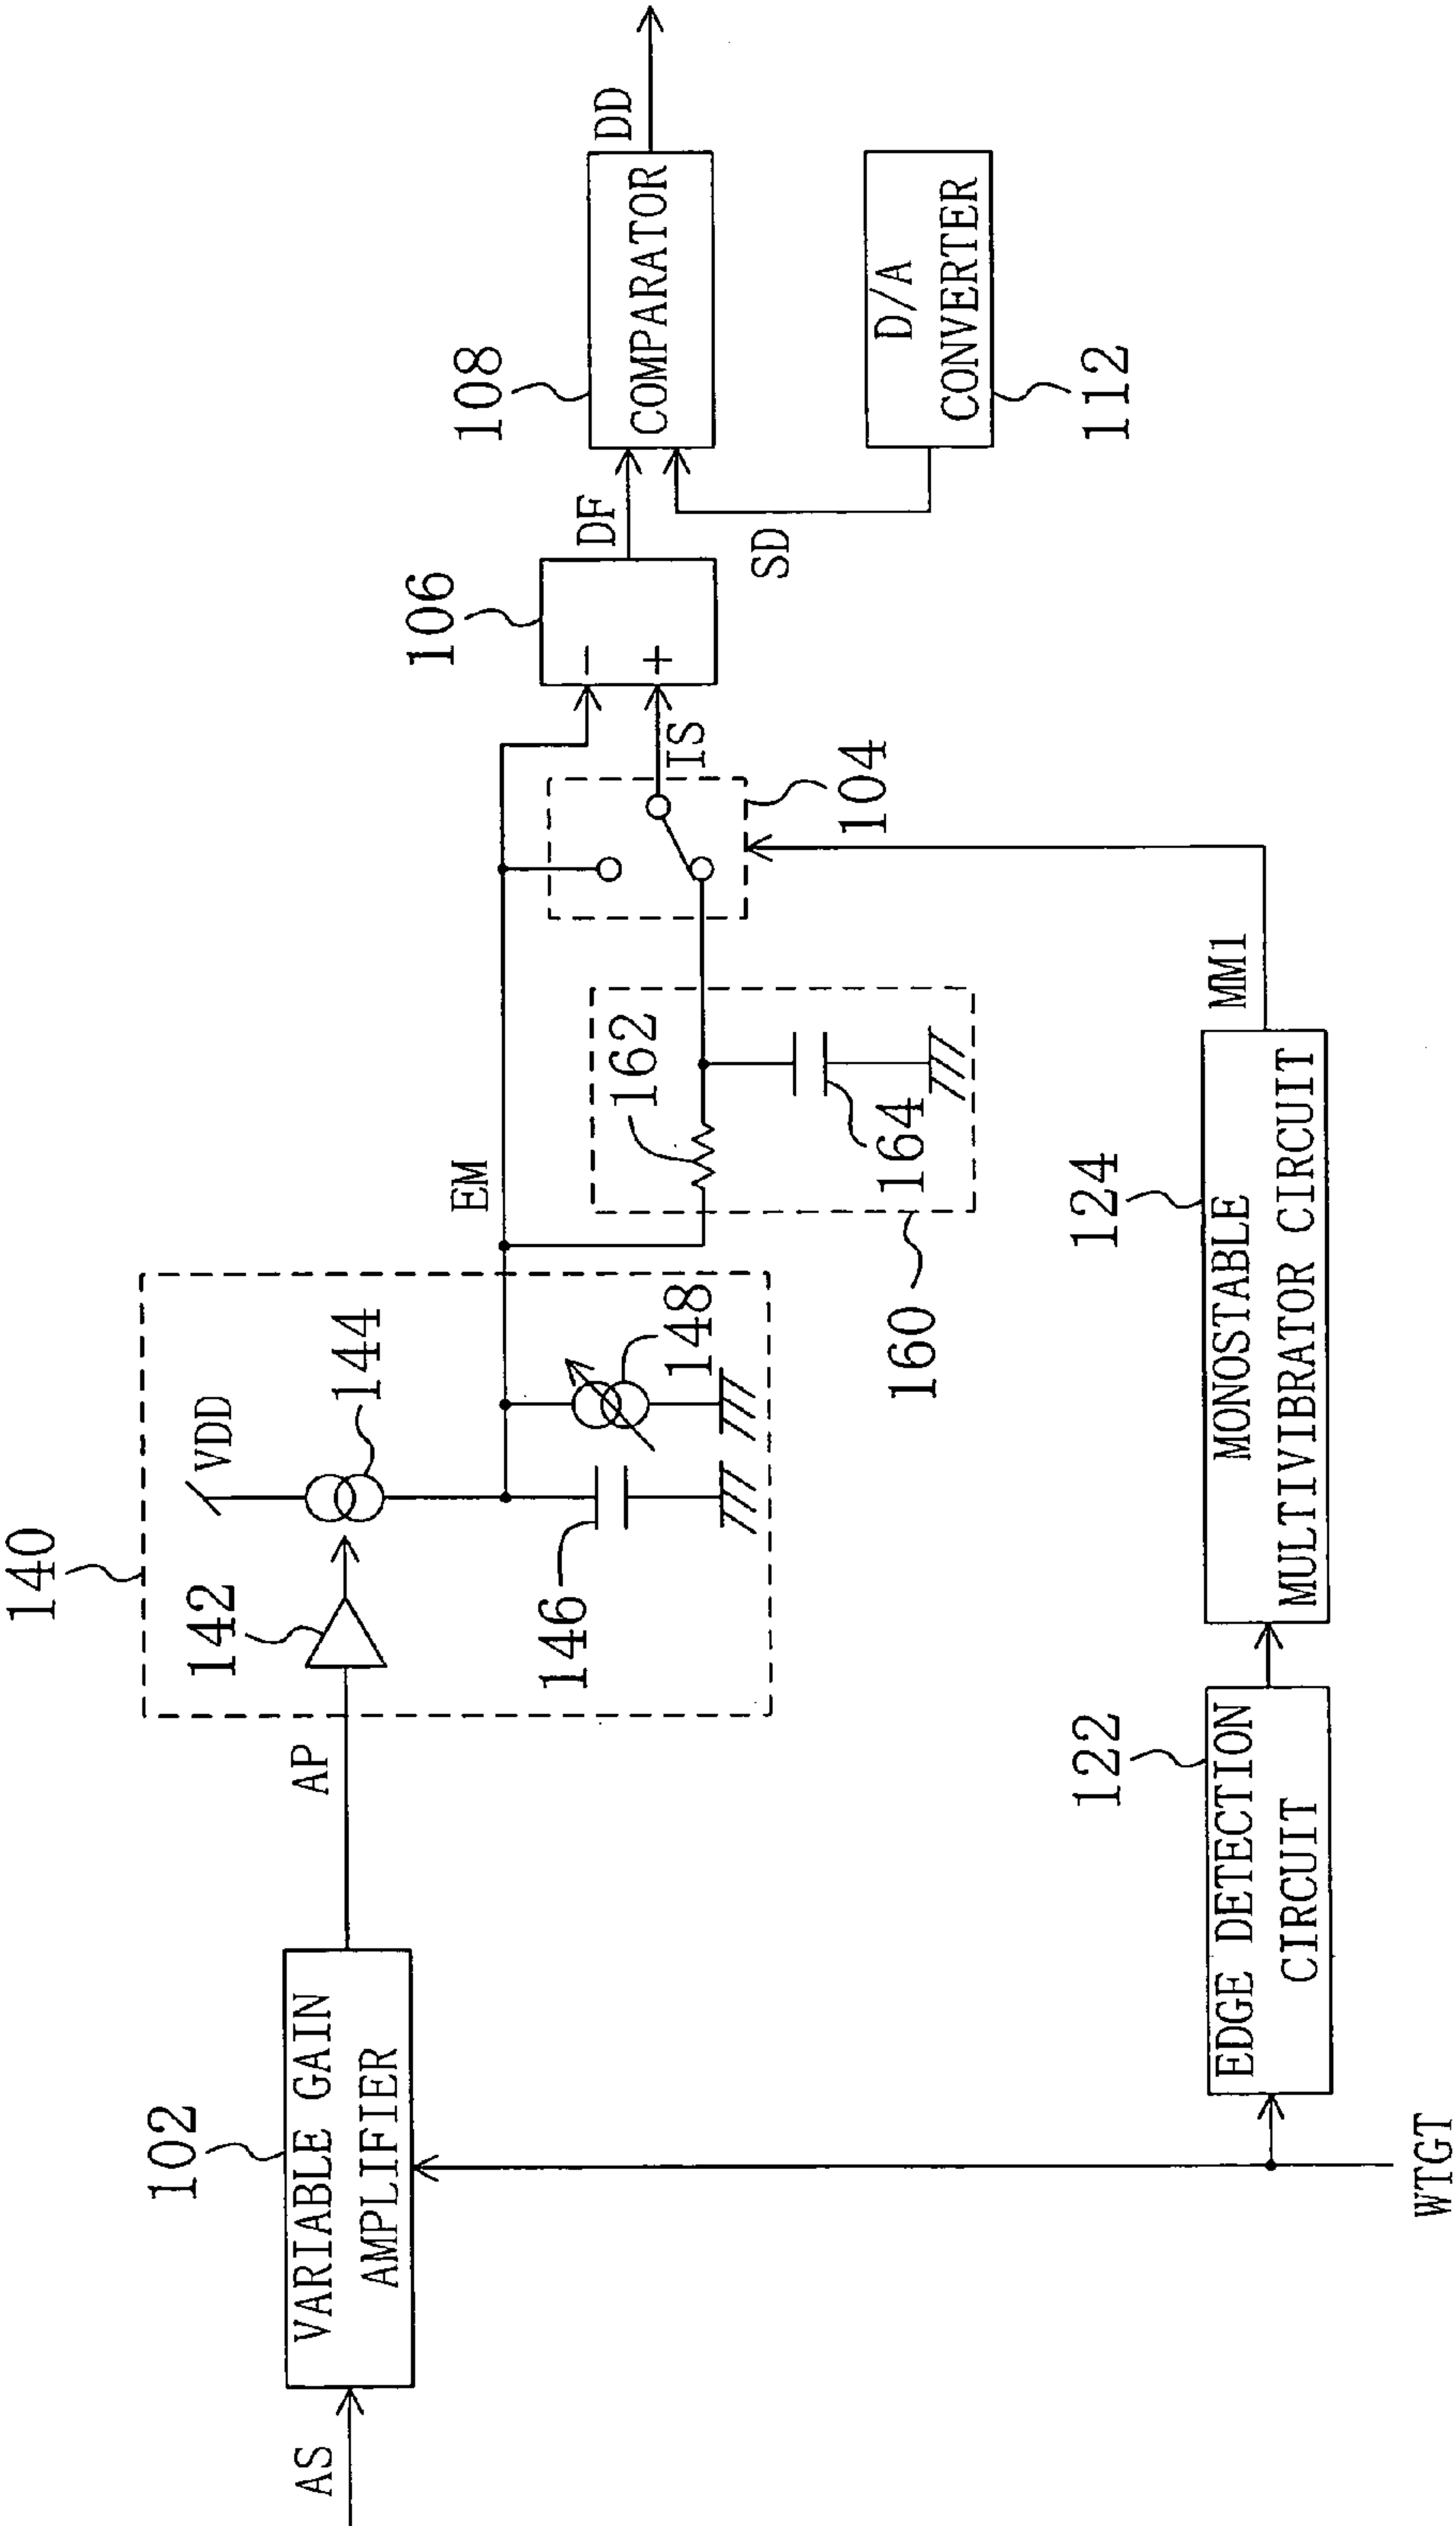 140
VDD
144
142
146
148
102
AS
VARIABLE GAIN
AMPLIFIER
AP
EM
162
164
160
104
IS
106
−
+
DF
108
COMPARATOR
DD
SD
D/A
CONVERTER
112
WTGT
122
EDGE DETECTION
CIRCUIT
124
MONOSTABLE
MULTIVIBRATOR CIRCUIT
MM1